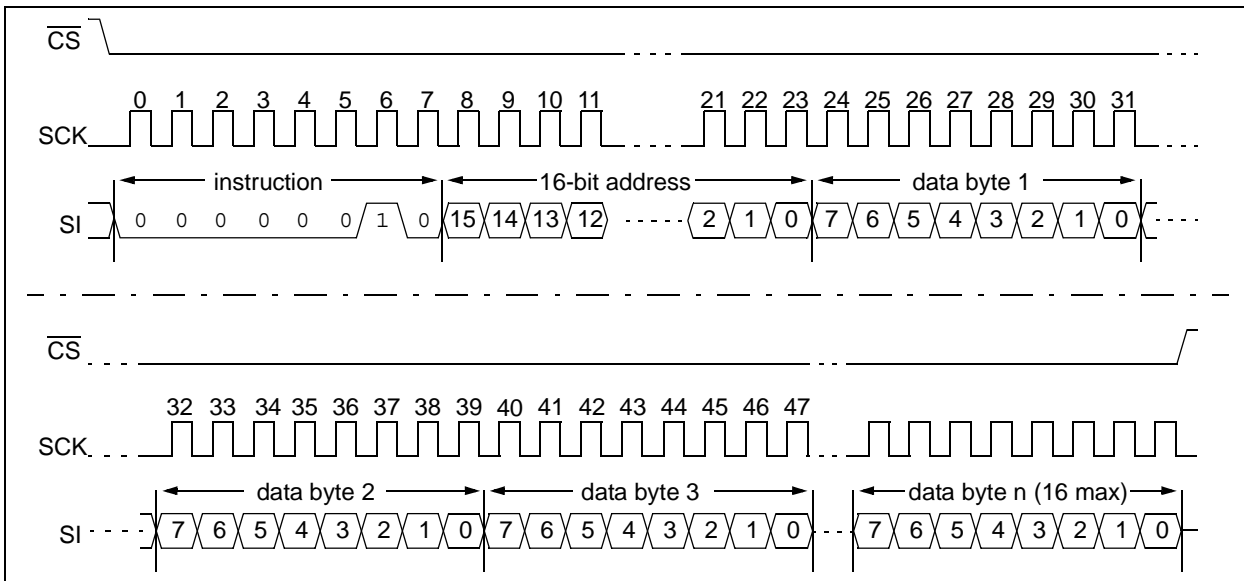 CS
0 1 2 3 4 5 6 7 8 9 10 11 21 22 23 24 25 26 27 28 29 30 31
SCK
instruction 16-bit address data byte 1
SI 0 0 0 0 0 0 1 0 15 14 13 12 2 1 0 7 6 5 4 3 2 1 0
CS
32 33 34 35 36 37 38 39 40 41 42 43 44 45 46 47
SCK
data byte 2 data byte 3 data byte n (16 max)
SI 7 6 5 4 3 2 1 0 7 6 5 4 3 2 1 0 7 6 5 4 3 2 1 0